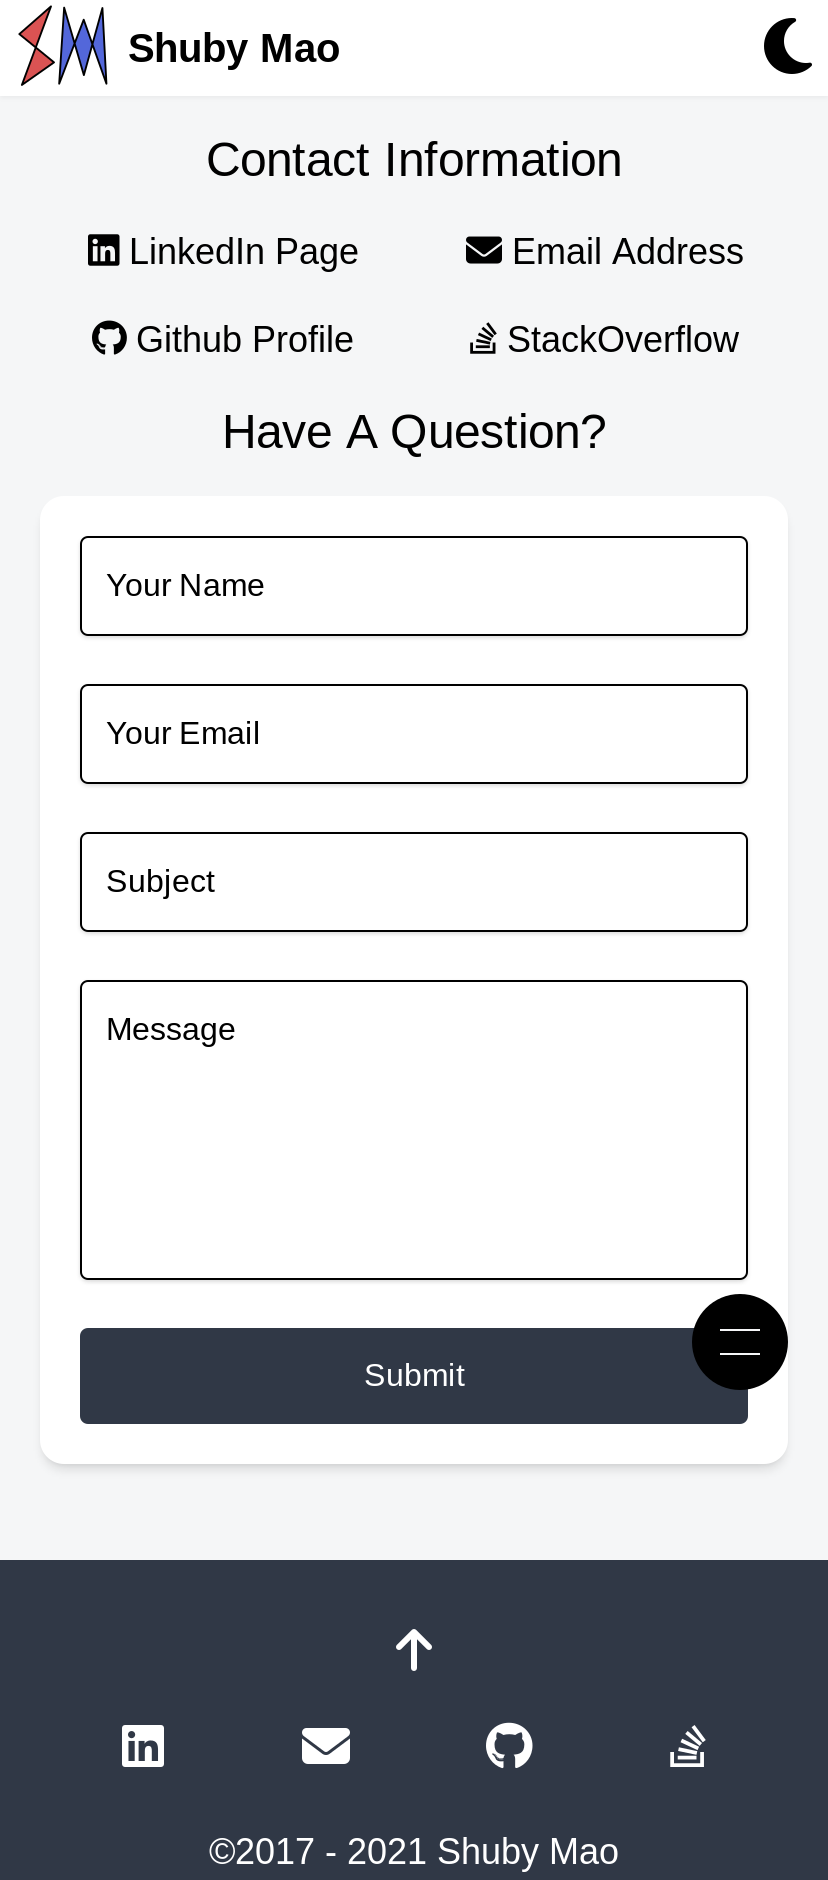 SM Shuby Mao
Contact Information
LinkedIn Page
Email Address
Github Profile
StackOverflow
Have A Question?
Your Name
Your Email
Subject
Message
Submit
©2017 - 2021 Shuby Mao